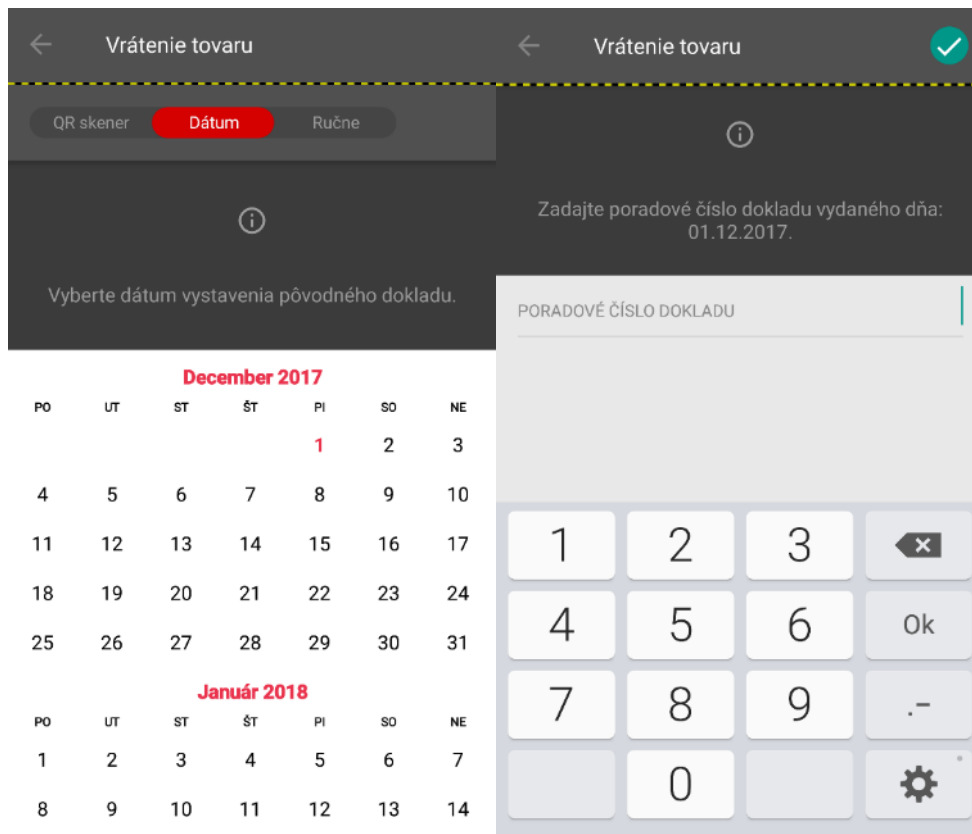 Vrátenie tovaru
QR skener Dátum Ručne
Vyberte dátum vystavenia pôvodného dokladu.
December 2017
PO UT ST ŠT PI SO NE
1 2 3
4 5 6 7 8 9 10
11 12 13 14 15 16 17
18 19 20 21 22 23 24
25 26 27 28 29 30 31
Január 2018
PO UT ST ŠT PI SO NE
1 2 3 4 5 6 7
8 9 10 11 12 13 14
Vrátenie tovaru
Zadajte poradové číslo dokladu vydaného dňa:
01.12.2017.
PORADOVÉ ČÍSLO DOKLADU
1 2 3
4 5 6 Ok
7 8 9 .-
0